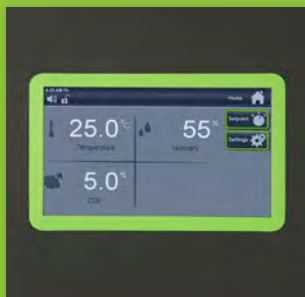 Home
25.0 °C
Temperature
55 %
Humidity
Setpoint
Settings
5.0 %
CO2